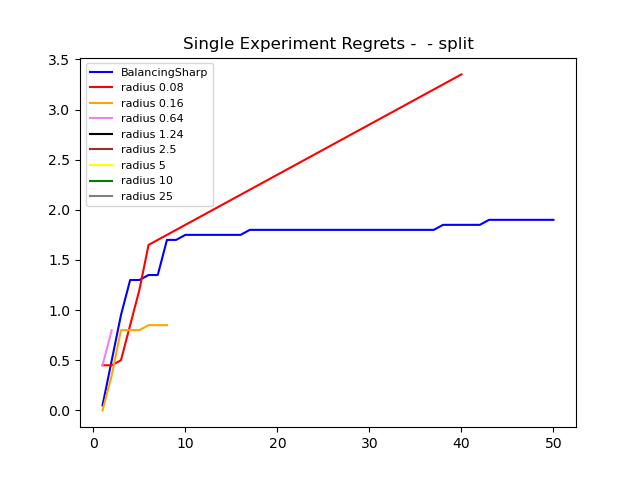 Single Experiment Regrets -  - split
3.5
3.0
2.5
2.0
1.5
1.0
0.5
0.0
BalancingSharp
radius 0.08
radius 0.16
radius 0.64
radius 1.24
radius 2.5
radius 5
radius 10
radius 25
0 10 20 30 40 50